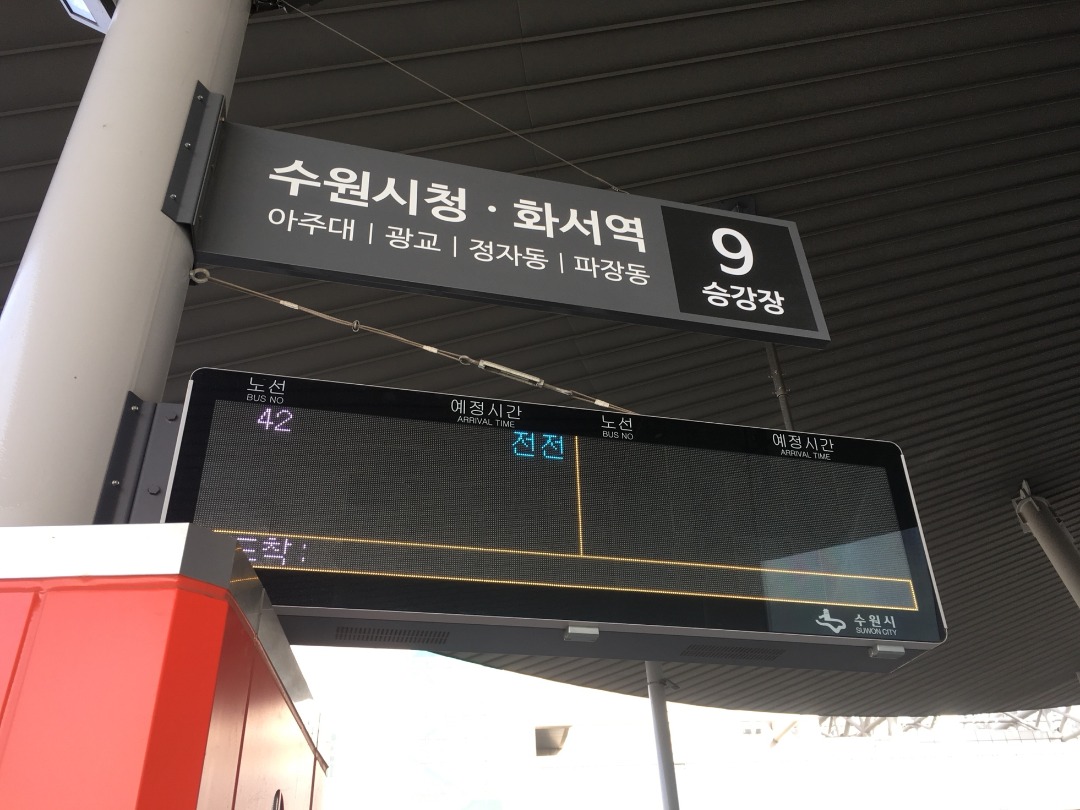 수원시청 · 화서역
아주대 | 광교 | 정자동 | 파장동
9
승강장
노선
BUS NO
예정시간
ARRIVAL TIME
노선
BUS NO
예정시간
ARRIVAL TIME
42
전전
도착:
수원시
SUWON CITY